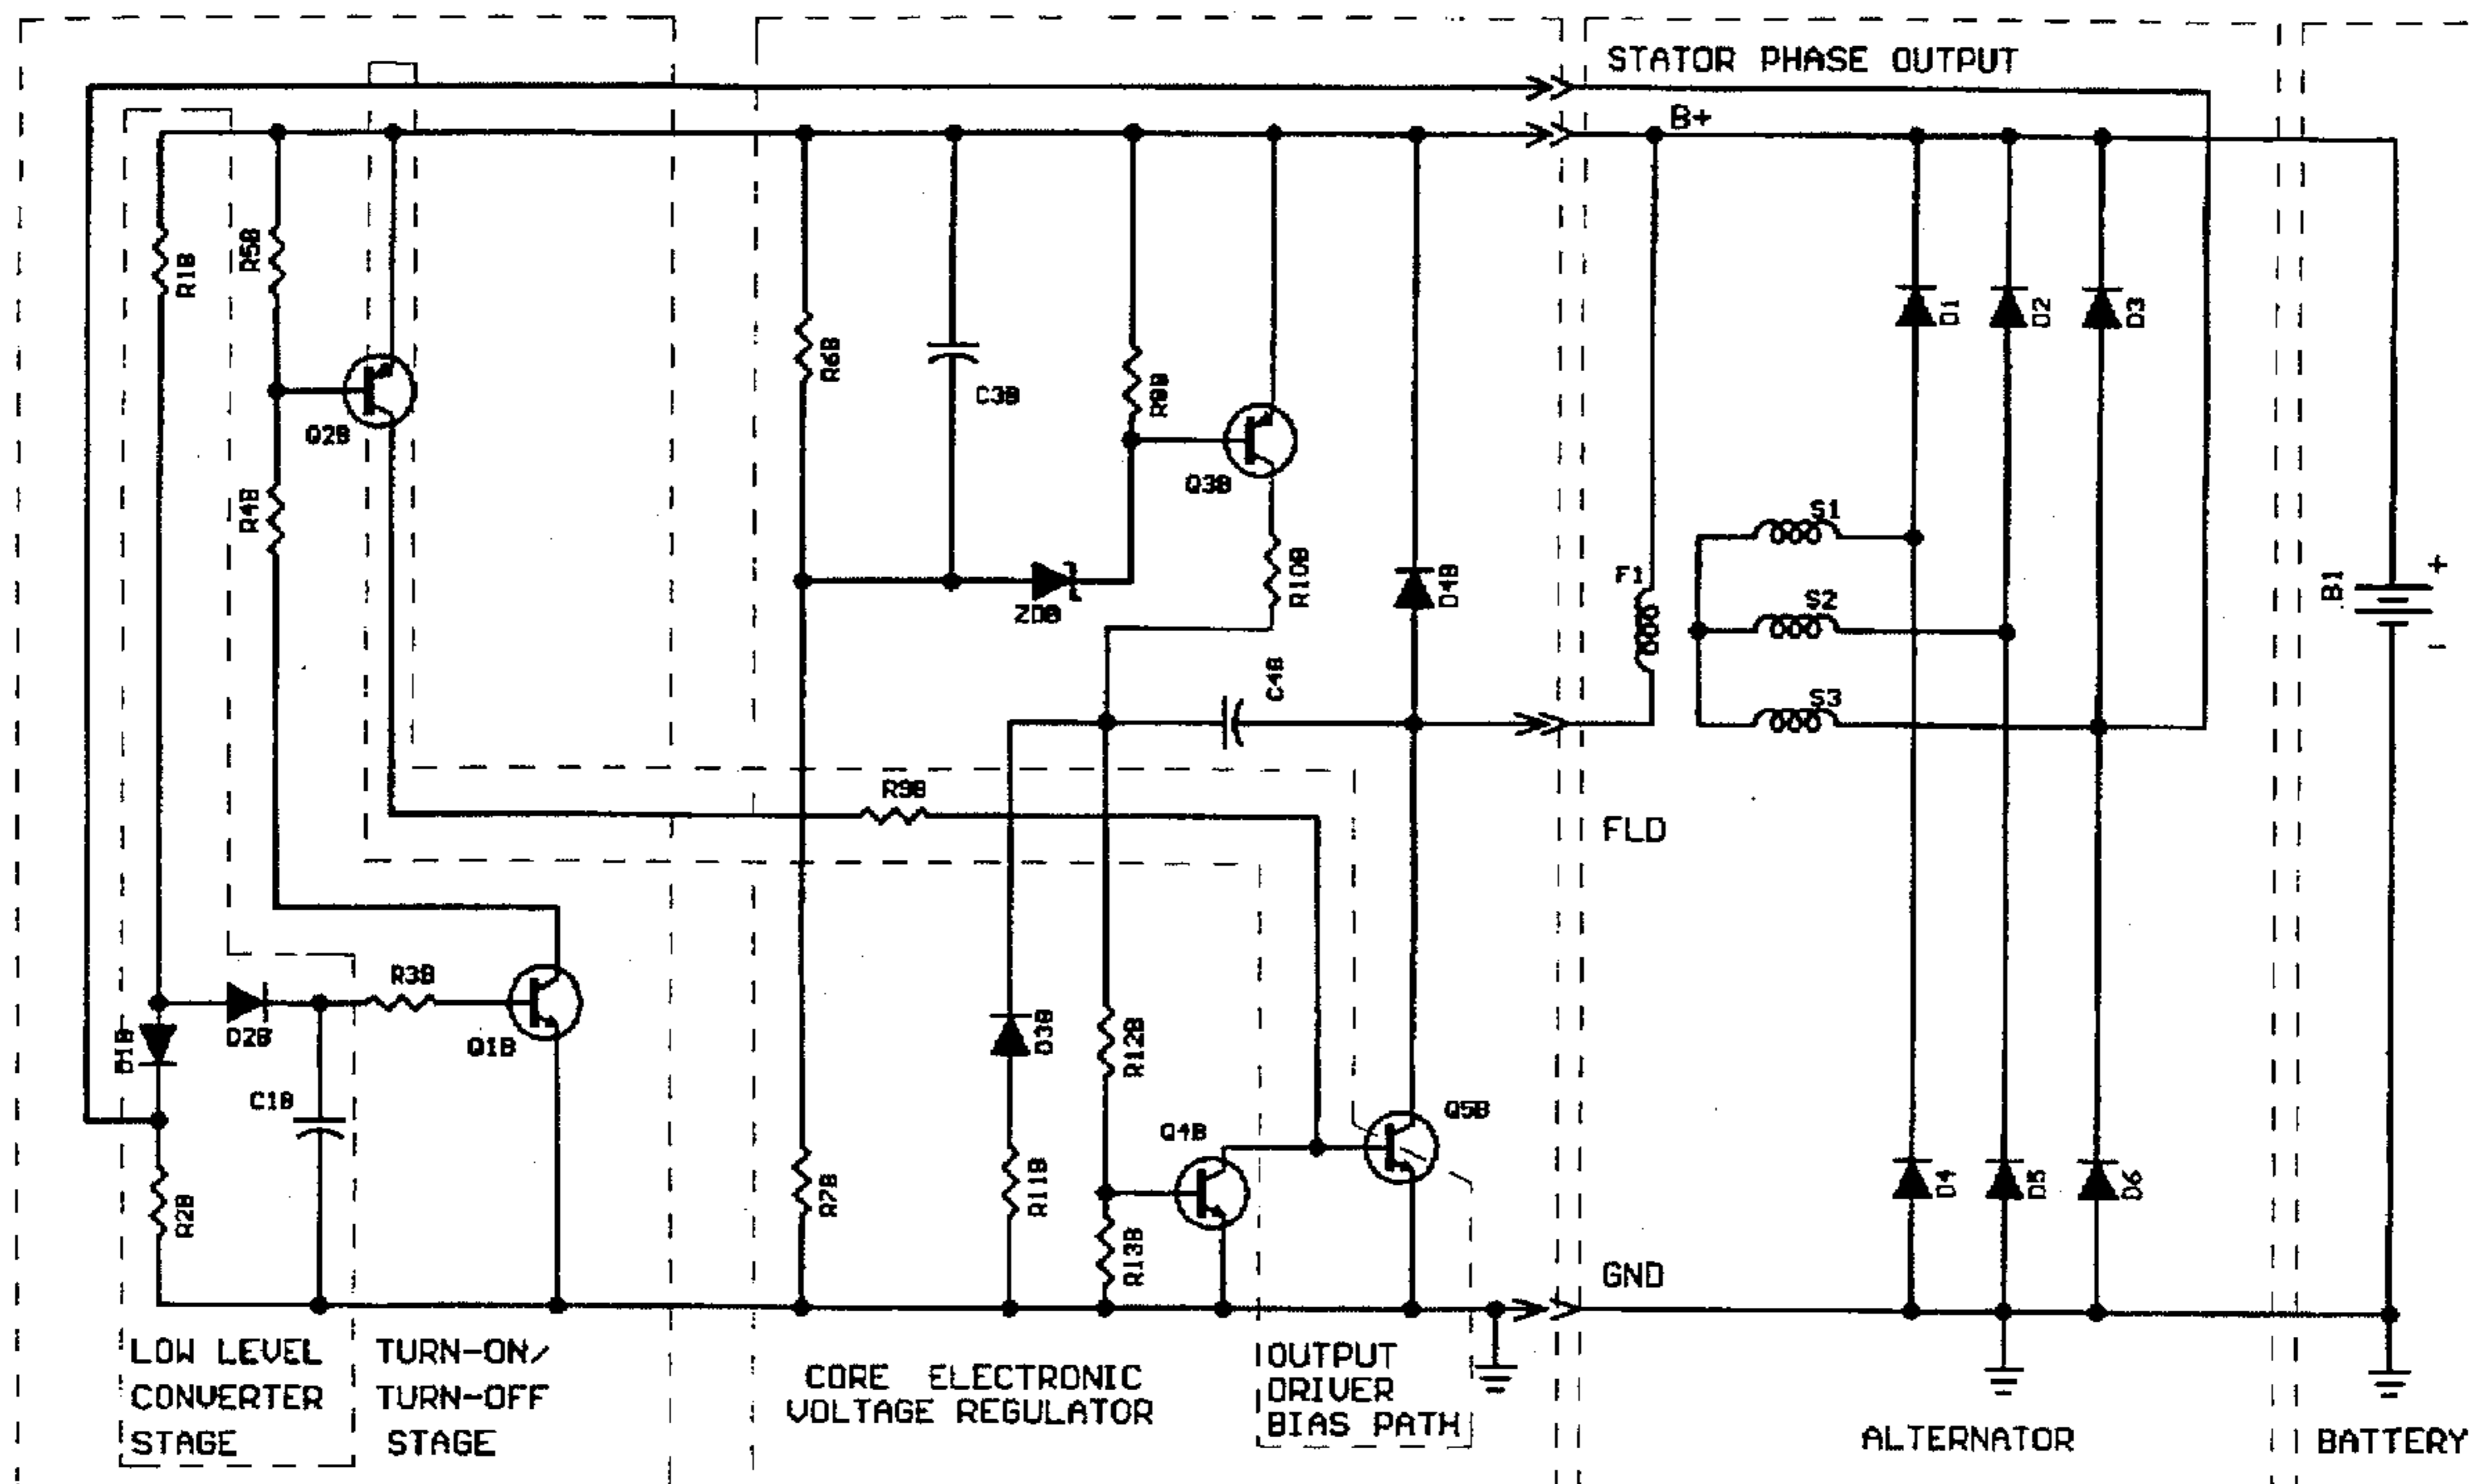 STATOR PHASE OUTPUT
B+
R1B
R5B
Q2B
R4B
R6B
C3B
R8B
Q3B
R10B
ZDB
D4B
C4B
D1
D2
D3
F1
S1
S2
S3
B1
+
-
R9B
FLD
R3B
D2B
D1B
Q1B
C1B
R2B
R7B
D3B
R11B
R12B
R13B
Q4B
Q5B
D4
D5
D6
GND
LOW LEVEL
CONVERTER
STAGE
TURN-ON/
TURN-OFF
STAGE
CORE ELECTRONIC
VOLTAGE REGULATOR
OUTPUT
DRIVER
BIAS PATH
ALTERNATOR
BATTERY